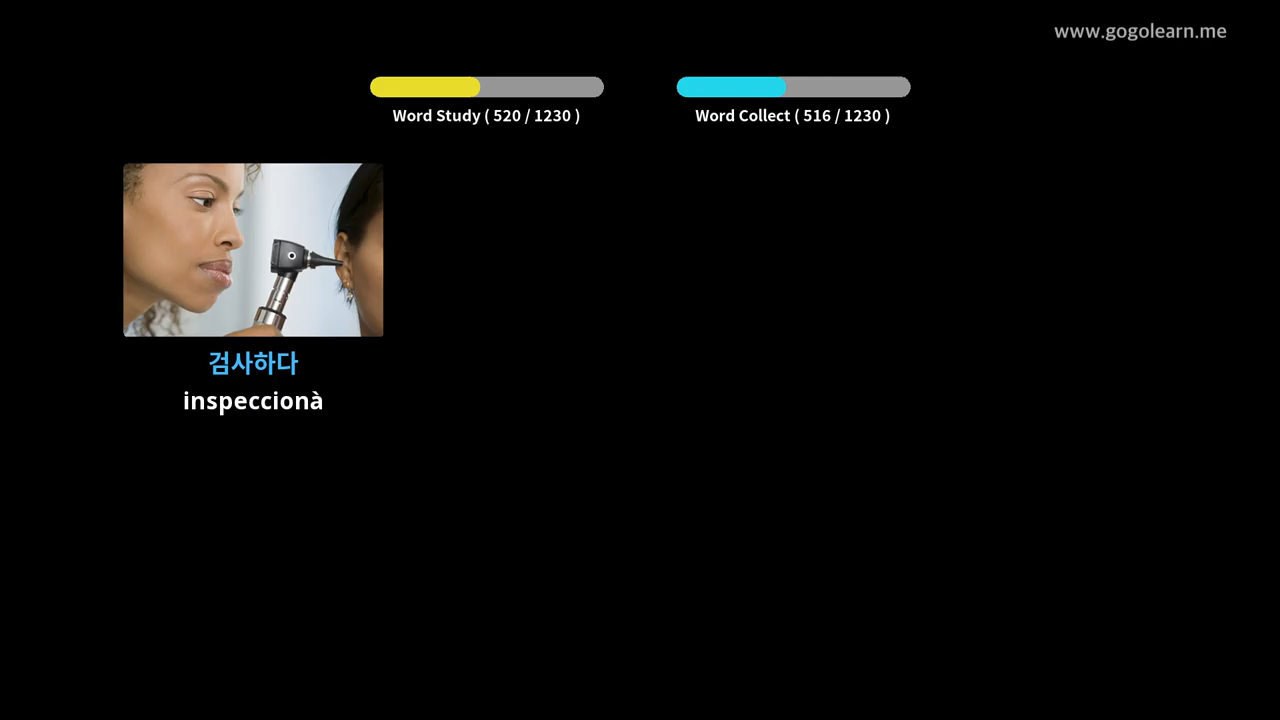 www.gogolearn.me
Word Study ( 520 / 1230 )
Word Collect ( 516 / 1230 )
검사하다
inspeccionà